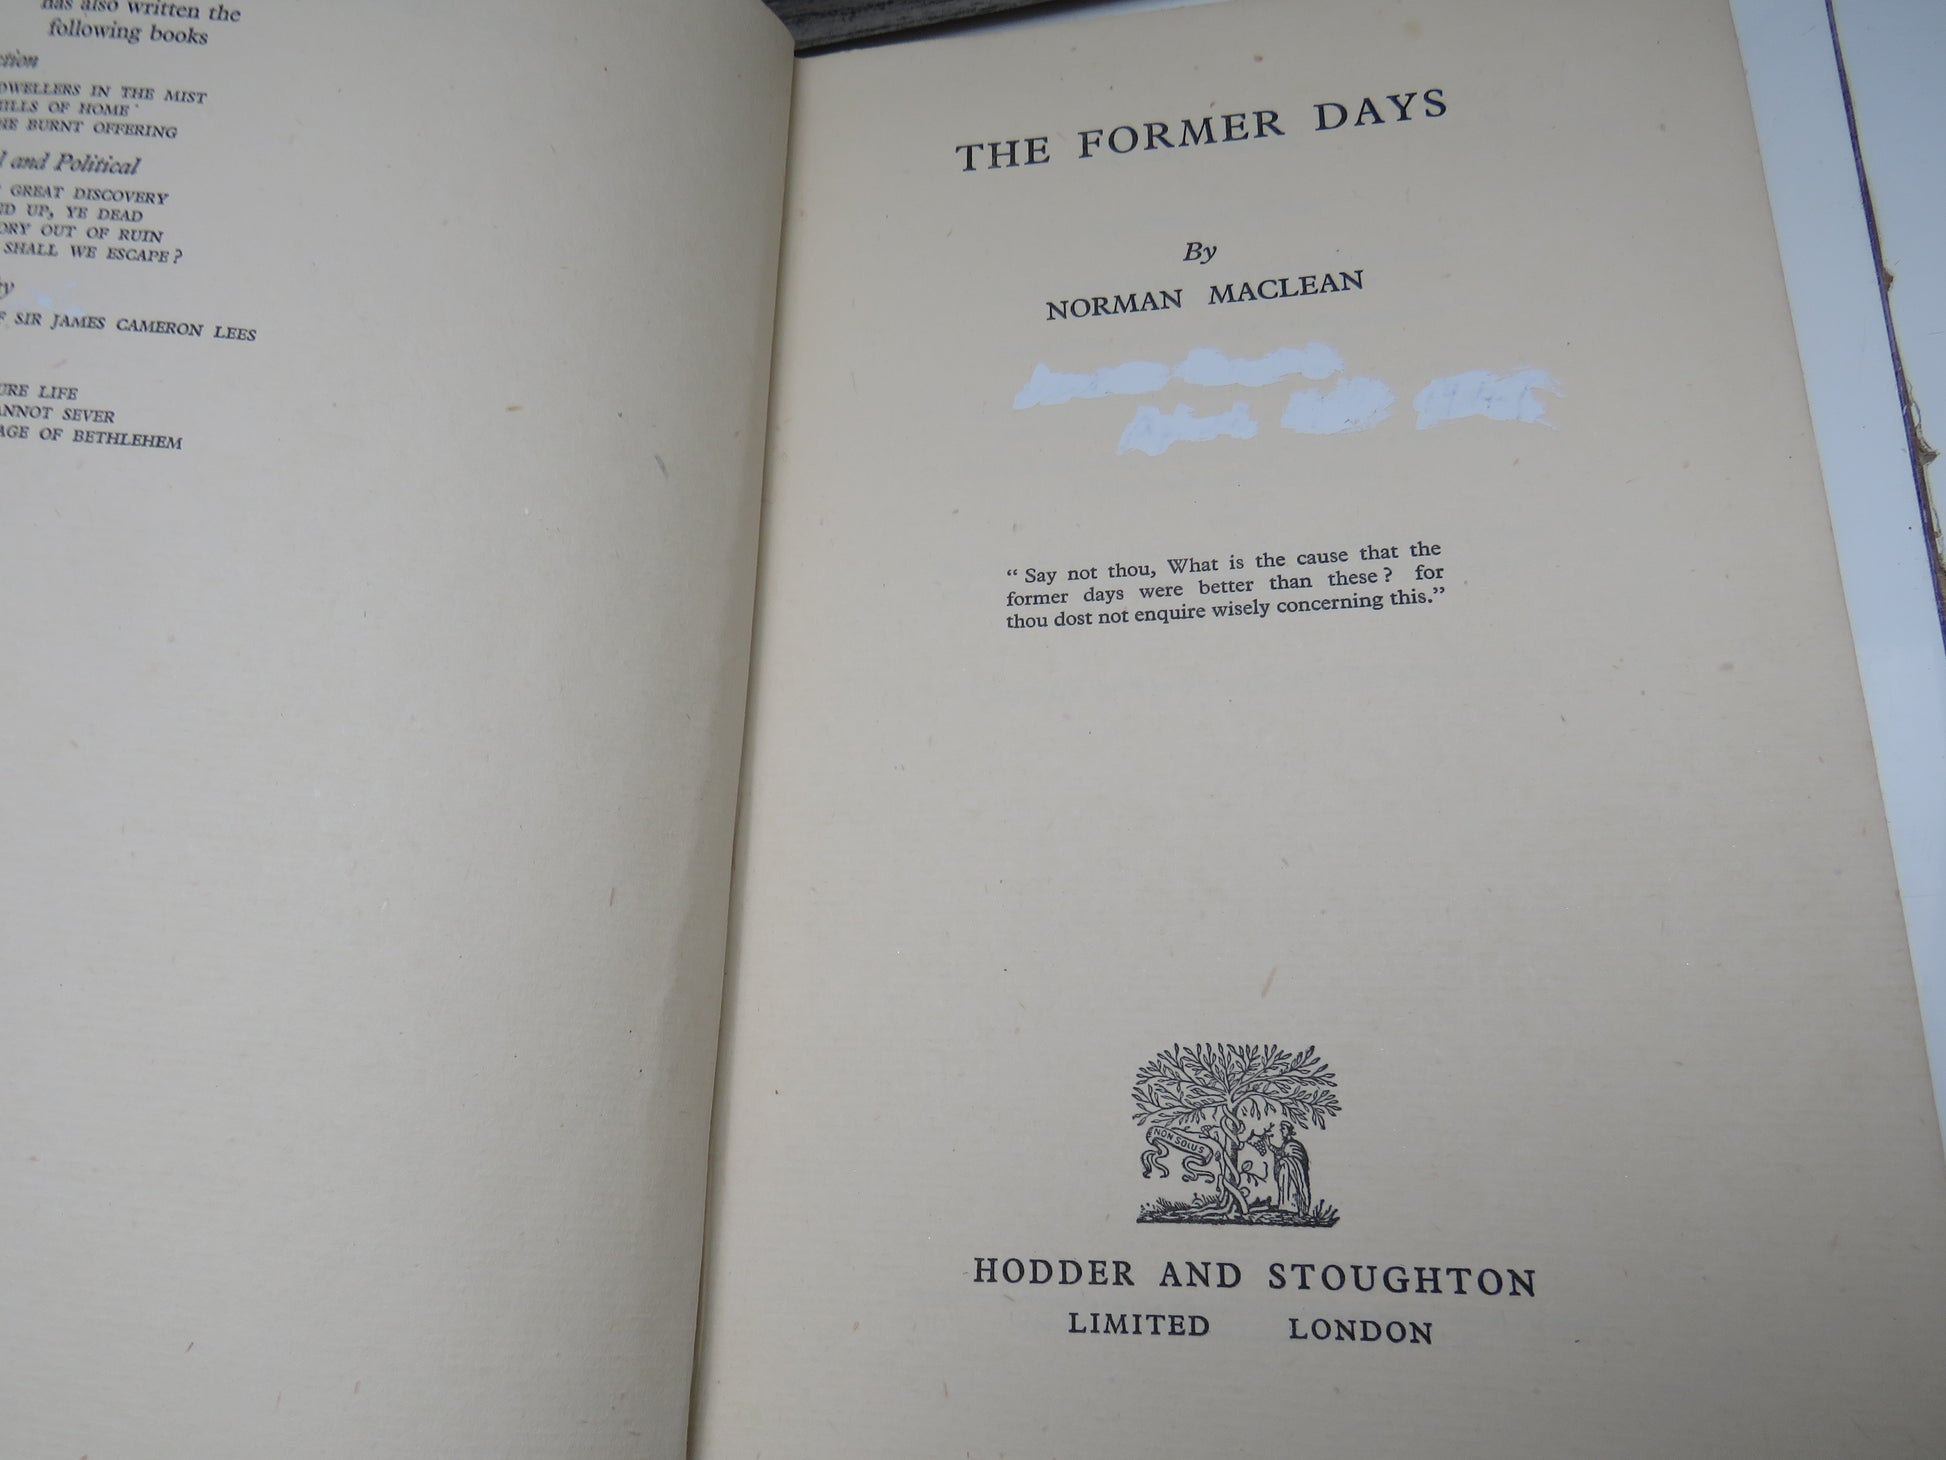 has also written the
following books
DWELLERS IN THE MIST
HILLS OF HOME
BURNT OFFERING
and Political
GREAT DISCOVERY
UP, YE DEAD
OUT OF RUIN
SHALL WE ESCAPE?
SIR JAMES CAMERON LEES
LIFE
SEVER
OF BETHLEHEM
THE FORMER DAYS
By
NORMAN MACLEAN
“ Say not thou, What is the cause that the
former days were better than these ? for
thou dost not enquire wisely concerning this.”
NON SOLUS
HODDER AND STOUGHTON
LIMITED LONDON